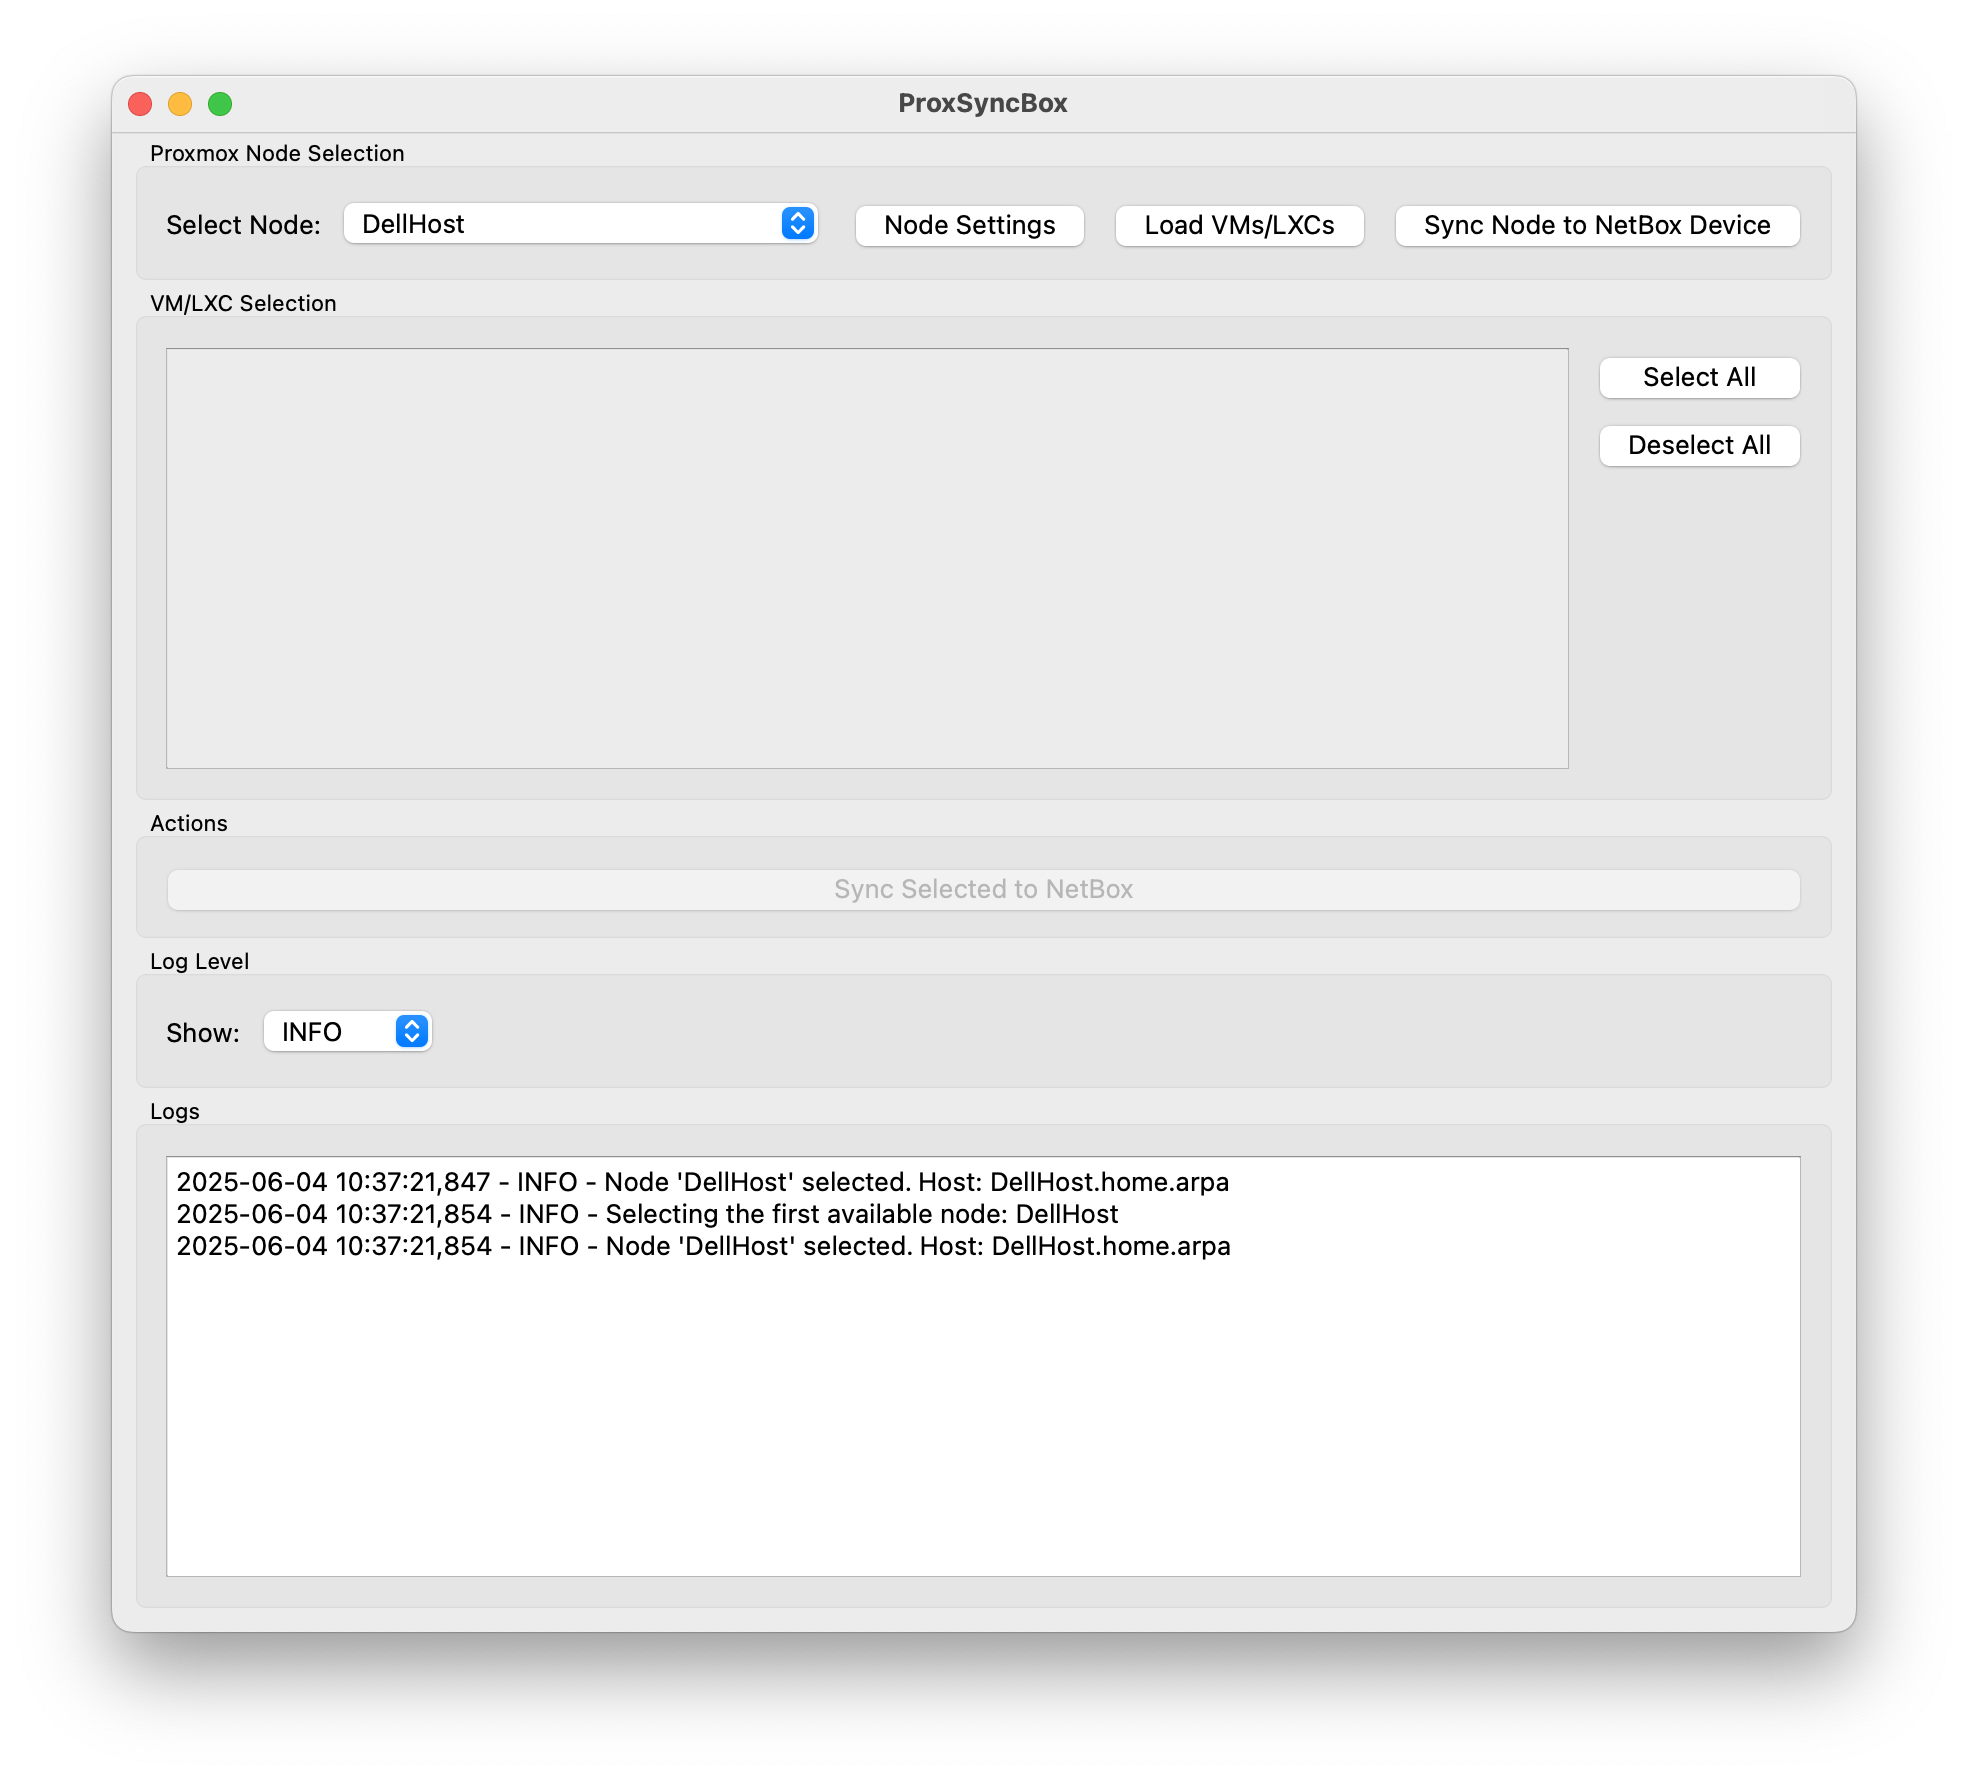 ProxSyncBox
Proxmox Node Selection
Select Node: DellHost Node Settings Load VMs/LXCs Sync Node to NetBox Device
VM/LXC Selection
Select All
Deselect All
Actions
Sync Selected to NetBox
Log Level
Show: INFO
Logs
2025-06-04 10:37:21,847 - INFO - Node 'DellHost' selected. Host: DellHost.home.arpa
2025-06-04 10:37:21,854 - INFO - Selecting the first available node: DellHost
2025-06-04 10:37:21,854 - INFO - Node 'DellHost' selected. Host: DellHost.home.arpa